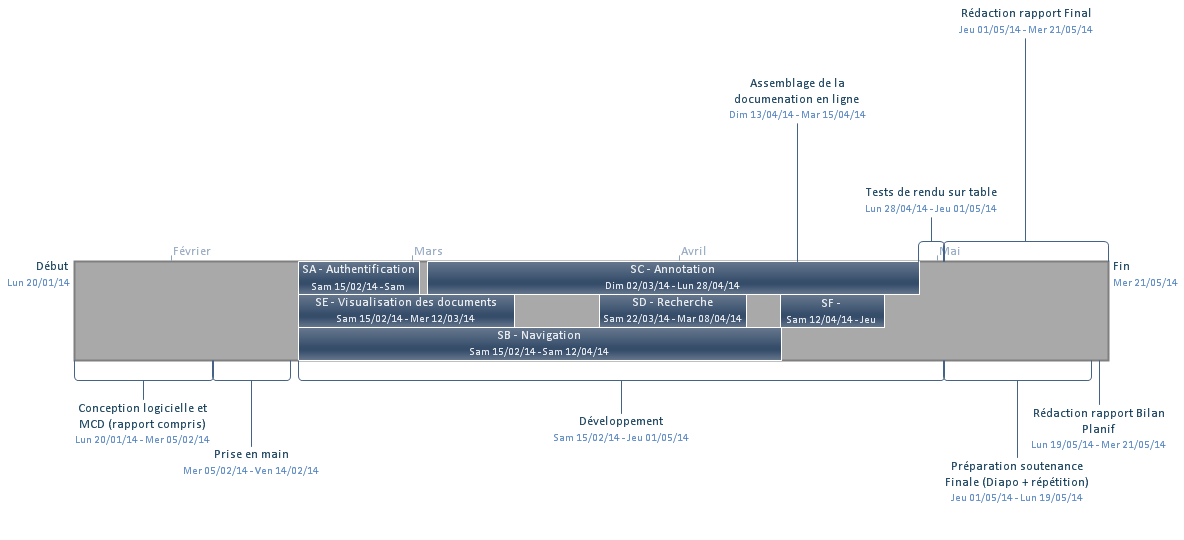 Rédaction rapport Final
Jeu 01/05/14 - Mer 21/05/14
Assemblage de la
documenation en ligne
Dim 13/04/14 - Mar 15/04/14
Tests de rendu sur table
Lun 28/04/14 - Jeu 01/05/14
Février
Mars
Avril
Mai
Début
Lun 20/01/14
SA - Authentification
Sam 15/02/14 - Sam
SC - Annotation
Dim 02/03/14 - Lun 28/04/14
Fin
Mer 21/05/14
SE - Visualisation des documents
Sam 15/02/14 - Mer 12/03/14
SD - Recherche
Sam 22/03/14 - Mar 08/04/14
SF -
Sam 12/04/14 - Jeu
SB - Navigation
Sam 15/02/14 - Sam 12/04/14
Conception logicielle et
MCD (rapport compris)
Lun 20/01/14 - Mer 05/02/14
Prise en main
Mer 05/02/14 - Ven 14/02/14
Développement
Sam 15/02/14 - Jeu 01/05/14
Rédaction rapport Bilan
Planif
Lun 19/05/14 - Mer 21/05/14
Préparation soutenance
Finale (Diapo + répétition)
Jeu 01/05/14 - Lun 19/05/14